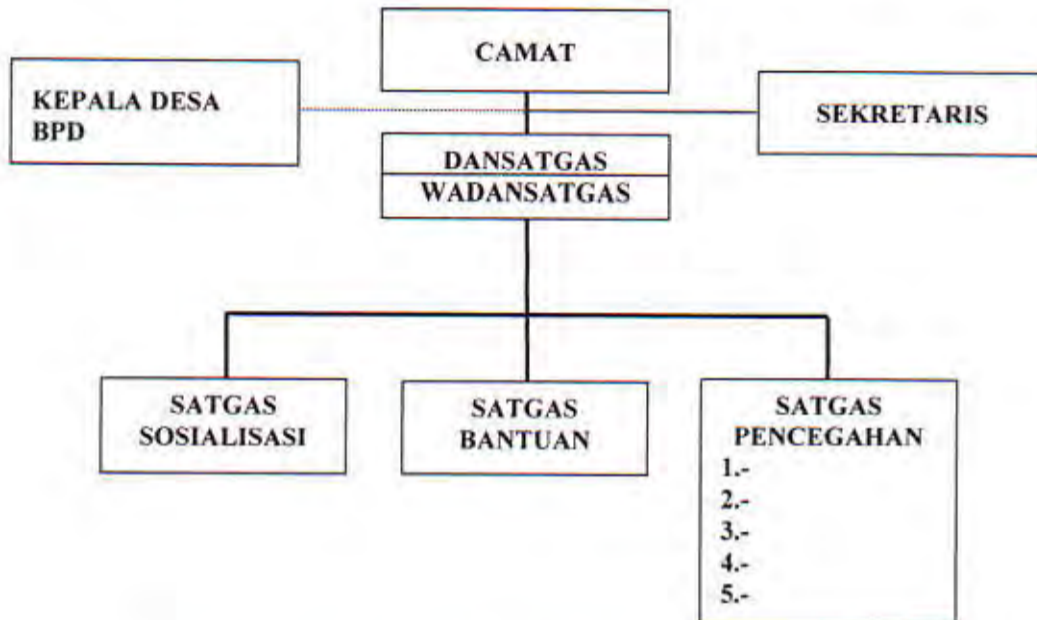 CAMAT
KEPALA DESA
BPD
SEKRETARIS
DANSATGAS
WADANSATGAS
SATGAS
SOSIALISASI
SATGAS
BANTUAN
SATGAS
PENCEGAHAN
1.-
2.-
3.-
4.-
5.-